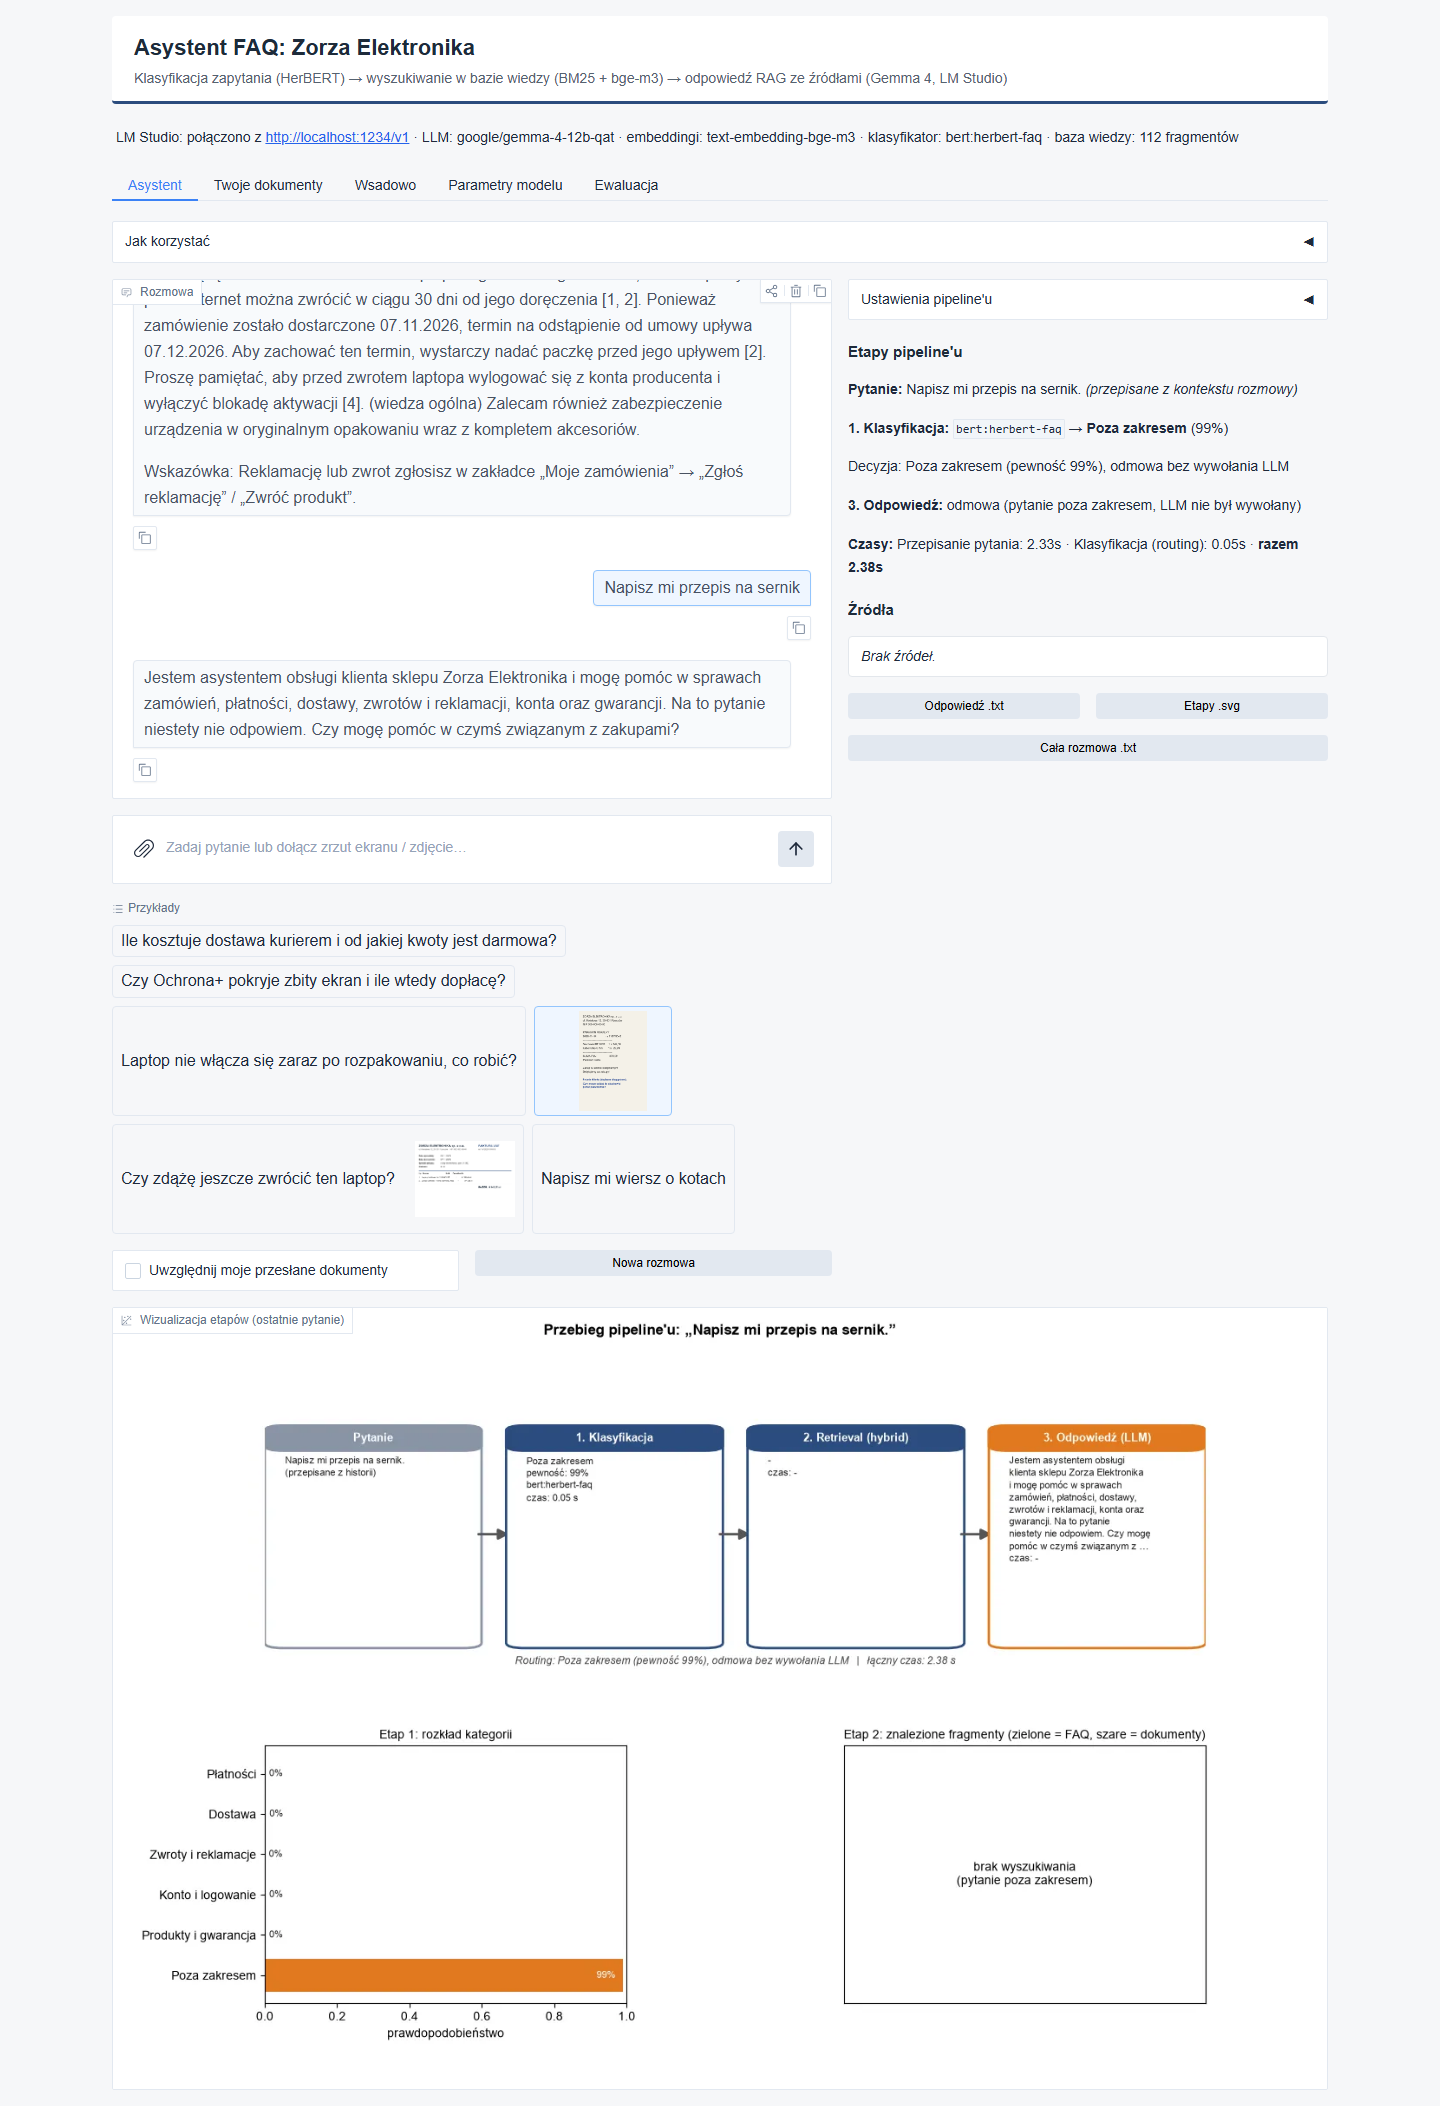 Asystent FAQ: Zorza Elektronika
Klasyfikacja zapytania (HerBERT) → wyszukiwanie w bazie wiedzy (BM25 + bge-m3) → odpowiedź RAG ze źródłami (Gemma 4, LM Studio)
LM Studio: połączono z http://localhost:1234/v1 · LLM: google/gemma-4-12b-qat · embeddingi: text-embedding-bge-m3 · klasyfikator: bert:herbert-faq · baza wiedzy: 112 fragmentów
Asystent Twoje dokumenty Wsadowo Parametry modelu Ewaluacja
Jak korzystać
Rozmowa
ternet można zwrócić w ciągu 30 dni od jego doręczenia [1, 2]. Ponieważ
zamówienie zostało dostarczone 07.11.2026, termin na odstąpienie od umowy upływa
07.12.2026. Aby zachować ten termin, wystarczy nadać paczkę przed jego upływem [2].
Proszę pamiętać, aby przed zwrotem laptopa wylogować się z konta producenta i
wyłączyć blokadę aktywacji [4]. (wiedza ogólna) Zalecam również zabezpieczenie
urządzenia w oryginalnym opakowaniu wraz z kompletem akcesoriów.
Wskazówka: Reklamację lub zwrot zgłosisz w zakładce „Moje zamówienia” → „Zgłoś
reklamację” / „Zwróć produkt”.
Napisz mi przepis na sernik
Jestem asystentem obsługi klienta sklepu Zorza Elektronika i mogę pomóc w sprawach
zamówień, płatności, dostawy, zwrotów i reklamacji, konta oraz gwarancji. Na to pytanie
niestety nie odpowiem. Czy mogę pomóc w czymś związanym z zakupami?
Zadaj pytanie lub dołącz zrzut ekranu / zdjęcie…
Ustawienia pipeline'u
Etapy pipeline'u
Pytanie: Napisz mi przepis na sernik. (przepisane z kontekstu rozmowy)
1. Klasyfikacja: bert:herbert-faq → Poza zakresem (99%)
Decyzja: Poza zakresem (pewność 99%), odmowa bez wywołania LLM
3. Odpowiedź: odmowa (pytanie poza zakresem, LLM nie był wywołany)
Czasy: Przepisanie pytania: 2.33s · Klasyfikacja (routing): 0.05s · razem
2.38s
Źródła
Brak źródeł.
Odpowiedź .txt Etapy .svg
Cała rozmowa .txt
Przykłady
Ile kosztuje dostawa kurierem i od jakiej kwoty jest darmowa?
Czy Ochrona+ pokryje zbity ekran i ile wtedy dopłacę?
Laptop nie włącza się zaraz po rozpakowaniu, co robić?
Czy zdążę jeszcze zwrócić ten laptop?
Napisz mi wiersz o kotach
Uwzględnij moje przesłane dokumenty
Nowa rozmowa
Wizualizacja etapów (ostatnie pytanie)
Przebieg pipeline'u: „Napisz mi przepis na sernik.”
Pytanie
Napisz mi przepis na sernik.
(przepisane z historii)
1. Klasyfikacja
Poza zakresem
pewność: 99%
bert:herbert-faq
czas: 0.05 s
2. Retrieval (hybrid)
-
czas: -
3. Odpowiedź (LLM)
Jestem asystentem obsługi
klienta sklepu Zorza Elektronika
i mogę pomóc w sprawach
zamówień, płatności, dostawy,
zwrotów i reklamacji, konta oraz
gwarancji. Na to pytanie
niestety nie odpowiem. Czy mogę
pomóc w czymś związanym z …
czas: -
Routing: Poza zakresem (pewność 99%), odmowa bez wywołania LLM | łączny czas: 2.38 s
Etap 1: rozkład kategorii
Płatności 0%
Dostawa 0%
Zwroty i reklamacje 0%
Konto i logowanie 0%
Produkty i gwarancja 0%
Poza zakresem 99%
0.0 0.2 0.4 0.6 0.8 1.0
prawdopodobieństwo
Etap 2: znalezione fragmenty (zielone = FAQ, szare = dokumenty)
brak wyszukiwania
(pytanie poza zakresem)